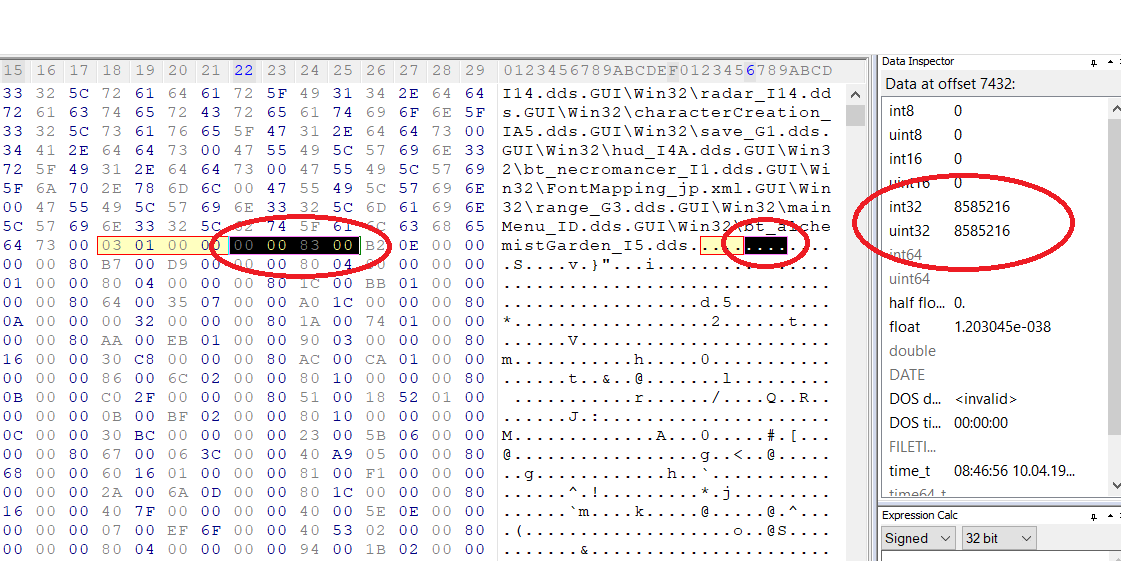 15 16 17 18 19 20 21 22 23 24 25 26 27 28 29 0123456789ABCDEF0123456789ABCD
33 32 5C 72 61 64 61 72 5F 49 31 34 2E 64 64 I14.dds.GUI\Win32\radar_I14.dd
72 61 63 74 65 72 43 72 65 61 74 69 6F 6E 5F s.GUI\Win32\characterCreation_
33 32 5C 73 61 76 65 5F 47 31 2E 64 64 73 00 IA5.dds.GUI\Win32\save_G1.dds.
34 41 2E 64 64 73 00 47 55 49 5C 57 69 6E 33 GUI\Win32\hud_I4A.dds.GUI\Win3
72 5F 49 31 2E 64 64 73 00 47 55 49 5C 57 69 2\bt_necromancer_I1.dds.GUI\Wi
5F 6A 70 2E 78 6D 6C 00 47 55 49 5C 57 69 6E n32\FontMapping_jp.xml.GUI\Win
00 47 55 49 5C 57 69 6E 33 32 5C 6D 61 69 6E 32\range_G3.dds.GUI\Win32\main
5C 57 69 6E 33 32 5C 62 74 5F 61 6C 63 68 65 Menu_ID.dds.GUI\Win32\bt_alche
64 73 00 03 01 00 00 00 00 83 00 B2 0E 00 00 mistGarden_I5.dds.............
00 00 80 B7 00 D9 00 00 00 80 04 00 00 00 80 .S...v.}"...i.................
01 00 00 80 04 00 00 00 80 1C 00 BB 01 00 00
00 00 80 64 00 35 07 00 00 A0 1C 00 00 00 80 ..................d.5.........
0A 00 00 00 32 00 00 00 80 1A 00 74 01 00 00 *..................2......t...
00 00 80 AA 00 EB 01 00 00 90 03 00 00 00 80
16 00 00 30 C8 00 00 00 80 AC 00 CA 01 00 00
00 00 00 86 00 6C 02 00 00 80 10 00 00 00 80
0B 00 00 C0 2F 00 00 00 80 51 00 18 52 01 00
00 00 00 0B 00 BF 02 00 00 80 10 00 00 00 80
0C 00 00 30 BC 00 00 00 00 23 00 5B 06 00 00
00 00 80 67 00 06 3C 00 00 40 A9 05 00 00 80
68 00 00 60 16 01 00 00 00 81 00 F1 00 00 00
00 00 00 2A 00 6A 0D 00 00 83 1C 00 00 00 80
16 00 00 40 7F 00 00 00 40 00 5E 0E 00 00
00 00 00 07 00 EF 6F 00 00 40 53 02 00 00 80
00 00 00 80 04 00 00 00 00 94 00 1B 02 00 00
Data Inspector
Data at offset 7432:
int8 0
uint8 0
int16 0
uint16 0
int32 8585216
uint32 8585216
int64
uint64
half flo... 0.
float 1.203045e-038
double
DATE
DOS d... <invalid>
DOS ti... 00:00:00
FILETI...
time_t 08:46:56 10.04.19...
time64_t
Expression Calc
Signed 32 bit